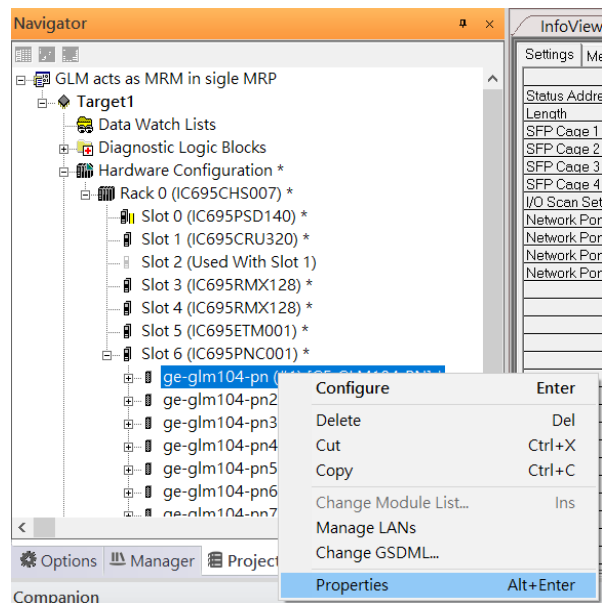 Navigator
InfoView
GLM acts as MRM in sigle MRP
Settings
Target1
Data Watch Lists
Status
Diagnostic Logic Blocks
Length
Hardware Configuration *
SFP Cage 1
Rack 0 (IC695CHS007) *
SFP Cage 2
Slot 0 (IC695PSD140) *
SFP Cage 3
Slot 1 (IC695CRU320) *
SFP Cage 4
Slot 2 (Used With Slot 1)
I/O Scan Set
Slot 3 (IC695RMX128) *
Network Por
Slot 4 (IC695RMX128) *
Network Por
Slot 5 (IC695ETM001) *
Network Por
Slot 6 (IC695PNC001) *
Network Por
ge-glm104-pn
ge-glm104-pn2
ge-glm104-pn3
ge-glm104-pn4
ge-glm104-pn5
ge-glm104-pn6
ge-glm104-pn7
Configure Enter
Delete Del
Cut Ctrl+X
Copy Ctrl+C
Change Module List... Ins
Manage LANs
Change GSDML...
Properties Alt+Enter
Options Manager Project
Companion